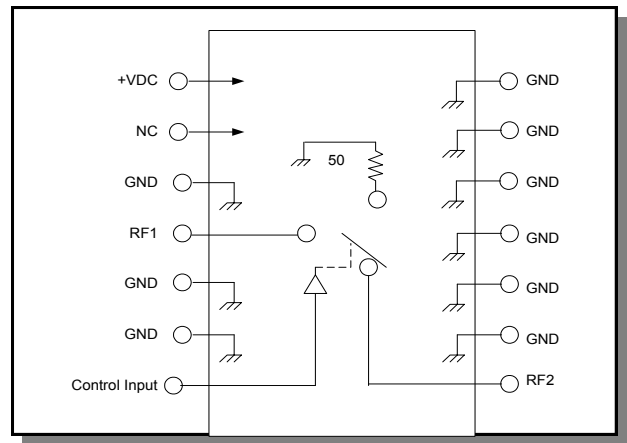 +VDC
NC
GND
RF1
GND
GND
Control Input
50
GND
GND
GND
GND
GND
GND
RF2